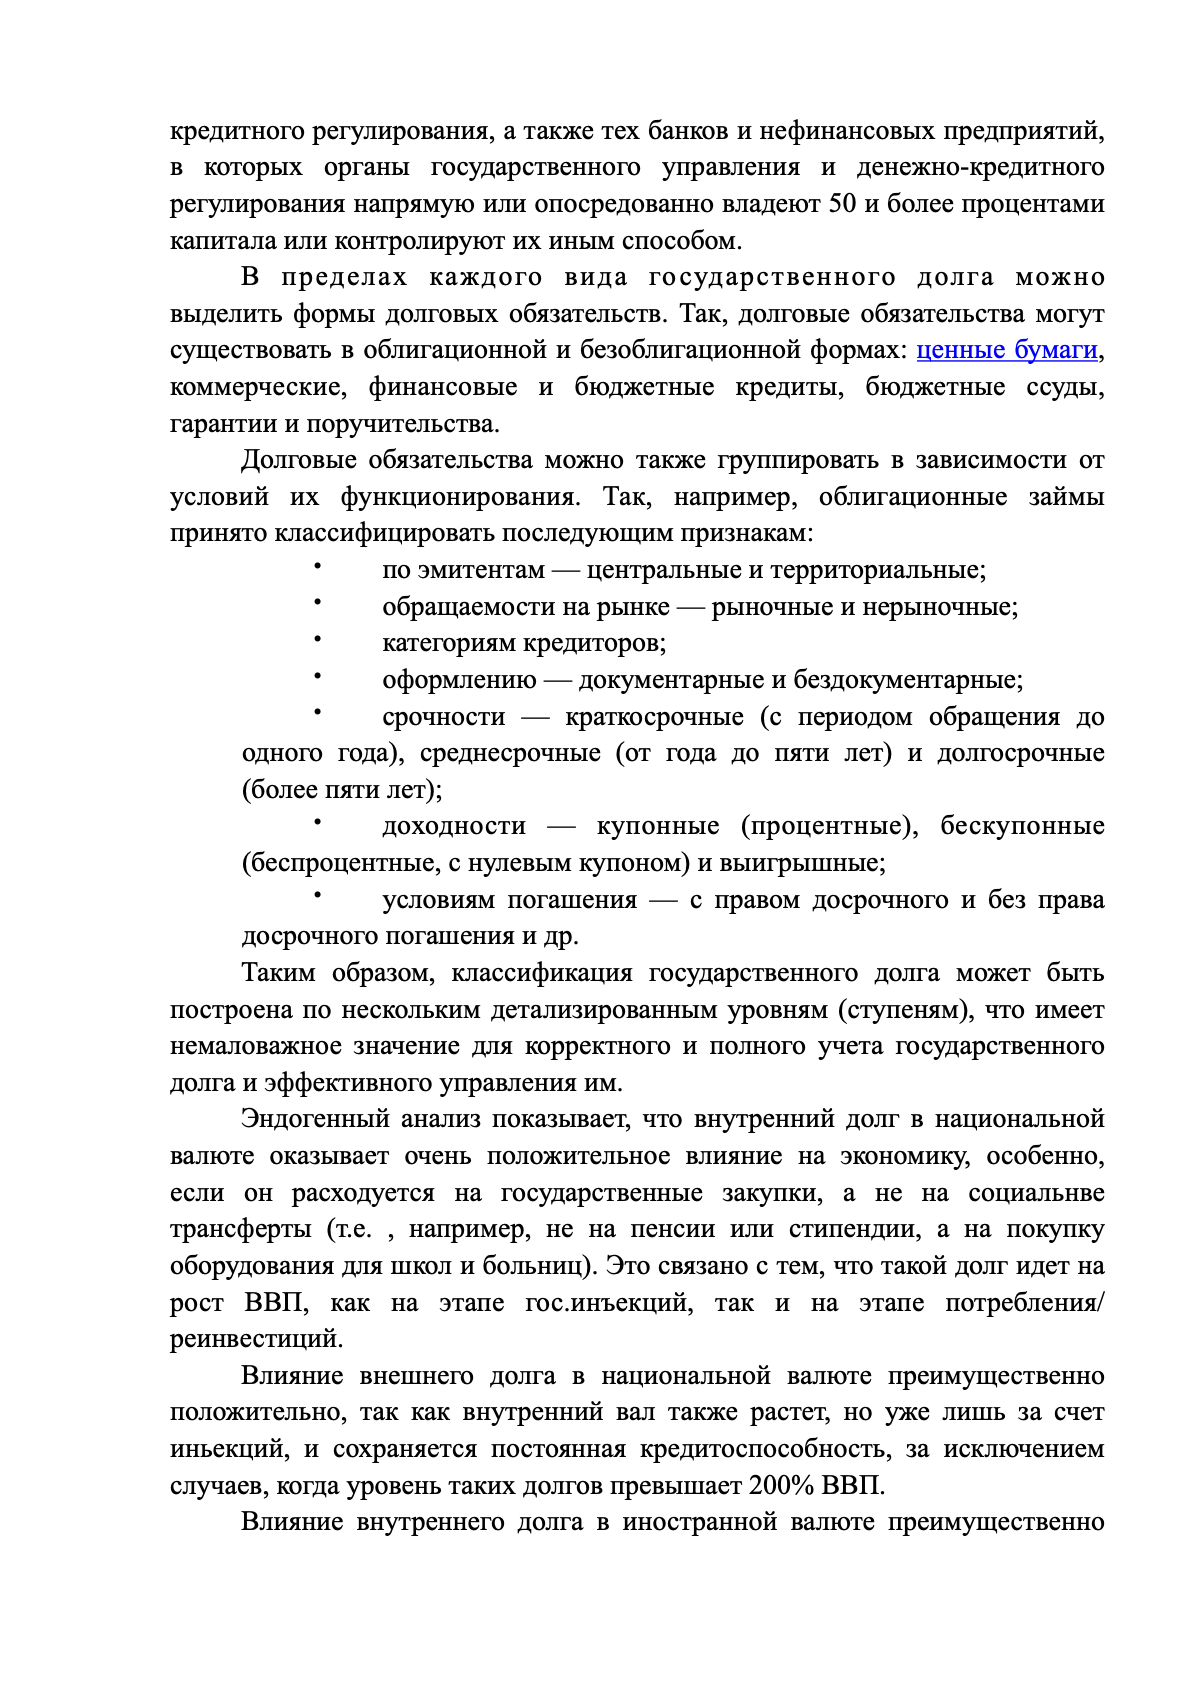 кредитного регулирования, а также тех банков и нефинансовых предприятий,
в которых органы государственного управления и денежно-кредитного
регулирования напрямую или опосредованно владеют 50 и более процентами
капитала или контролируют их иным способом.
В пределах каждого вида государственного долга можно
выделить формы долговых обязательств. Так, долговые обязательства могут
существовать в облигационной и безоблигационной формах: ценные бумаги,
коммерческие, финансовые и бюджетные кредиты, бюджетные ссуды,
гарантии и поручительства.
Долговые обязательства можно также группировать в зависимости от
условий их функционирования. Так, например, облигационные займы
принято классифицировать последующим признакам:
• по эмитентам — центральные и территориальные;
• обращаемости на рынке — рыночные и нерыночные;
• категориям кредиторов;
• оформлению — документарные и бездокументарные;
• срочности — краткосрочные (с периодом обращения до
одного года), среднесрочные (от года до пяти лет) и долгосрочные
(более пяти лет);
• доходности — купонные (процентные), бескупонные
(беспроцентные, с нулевым купоном) и выигрышные;
• условиям погашения — с правом досрочного и без права
досрочного погашения и др.
Таким образом, классификация государственного долга может быть
построена по нескольким детализированным уровням (ступеням), что имеет
немаловажное значение для корректного и полного учета государственного
долга и эффективного управления им.
Эндогенный анализ показывает, что внутренний долг в национальной
валюте оказывает очень положительное влияние на экономику, особенно,
если он расходуется на государственные закупки, а не на социальнве
трансферты (т.е. , например, не на пенсии или стипендии, а на покупку
оборудования для школ и больниц). Это связано с тем, что такой долг идет на
рост ВВП, как на этапе гос.инъекций, так и на этапе потребления/
реинвестиций.
Влияние внешнего долга в национальной валюте преимущественно
положительно, так как внутренний вал также растет, но уже лишь за счет
иньекций, и сохраняется постоянная кредитоспособность, за исключением
случаев, когда уровень таких долгов превышает 200% ВВП.
Влияние внутреннего долга в иностранной валюте преимущественно